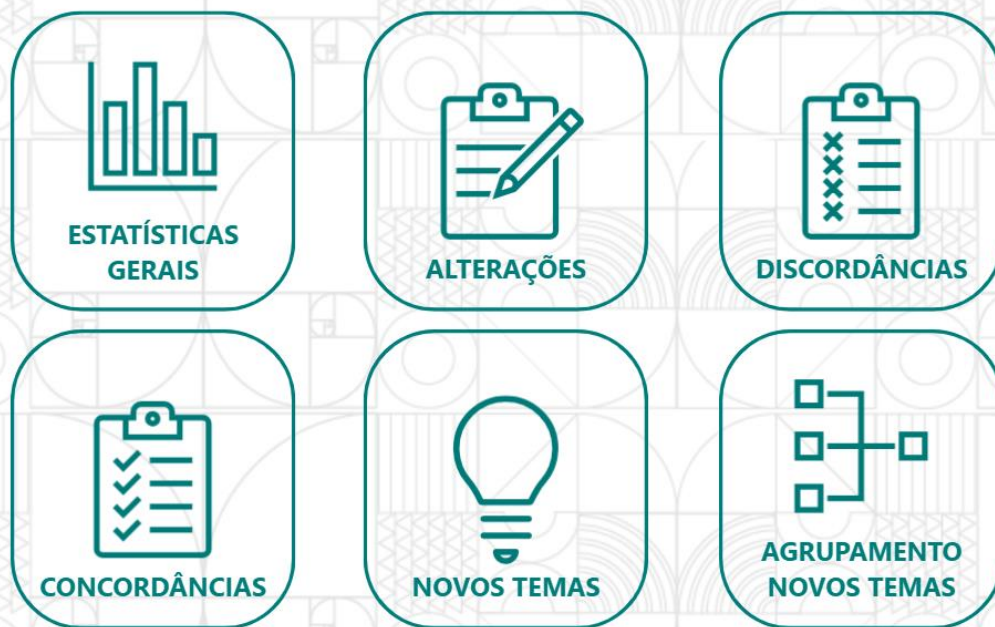 ESTATÍSTICAS
GERAIS
ALTERAÇÕES
DISCORDÂNCIAS
CONCORDÂNCIAS
NOVOS TEMAS
AGRUPAMENTO
NOVOS TEMAS